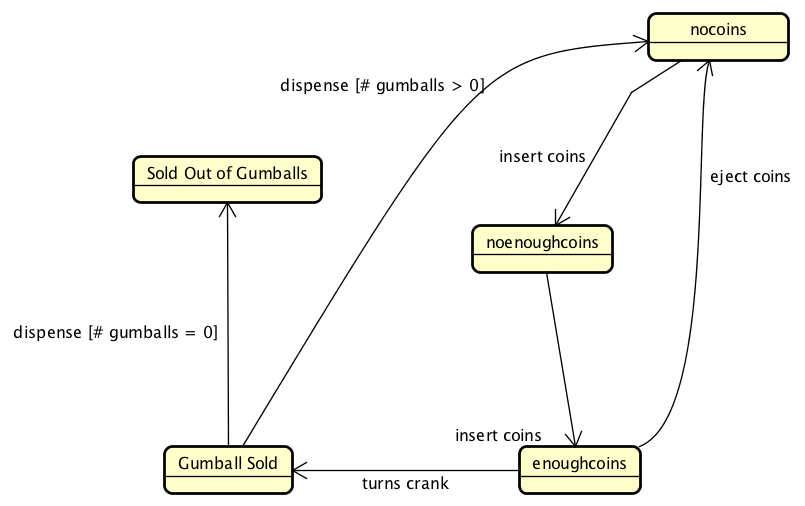 nocoins
dispense [# gumballs > 0]
insert coins
Sold Out of Gumballs
eject coins
noenoughcoins
dispense [# gumballs = 0]
insert coins
Gumball Sold
enoughcoins
turns crank